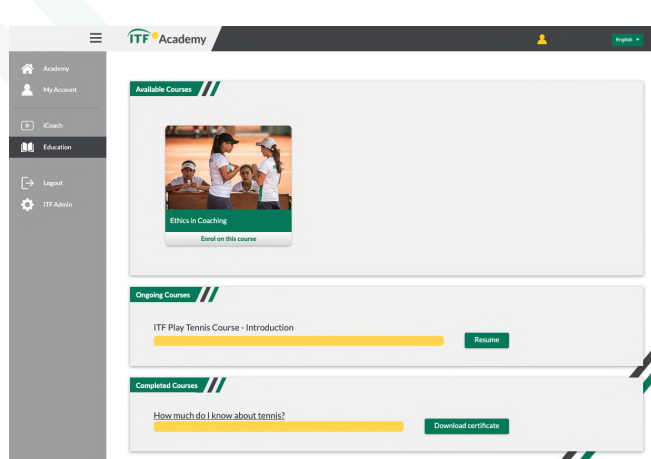 ITF Academy
English
Academy
My Account
iCoach
Education
Logout
ITF Admin
Available Courses
Ethics in Coaching
Enrol on this course
Ongoing Courses
ITF Play Tennis Course - Introduction
Resume
Completed Courses
How much do I know about tennis?
Download certificate